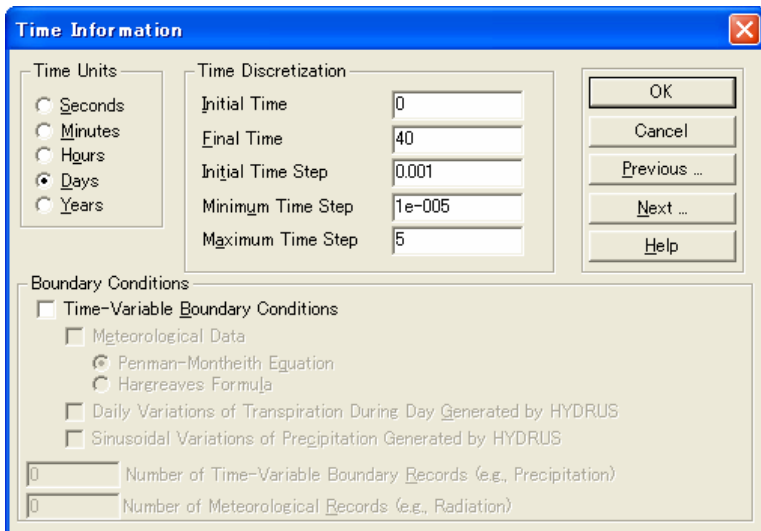 Time Information
Time Units
Seconds
Minutes
Hours
Days
Years
Time Discretization
Initial Time 0
Final Time 40
Initial Time Step 0.001
Minimum Time Step 1e-005
Maximum Time Step 5
OK
Cancel
Previous ...
Next ...
Help
Boundary Conditions
Time-Variable Boundary Conditions
Meteorological Data
Penman-Montheith Equation
Hargreaves Formula
Daily Variations of Transpiration During Day Generated by HYDRUS
Sinusoidal Variations of Precipitation Generated by HYDRUS
0 Number of Time-Variable Boundary Records (e.g., Precipitation)
0 Number of Meteorological Records (e.g., Radiation)